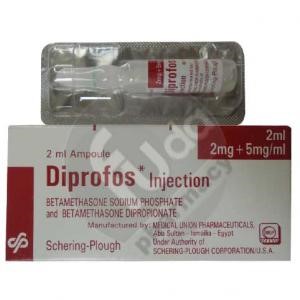 Diprofos
2 ml Ampoule
Diprofos* Injection
BETAMETHASONE SODIUM PHOSPHATE
and BETAMETHASONE DIPROPIONATE
2ml
2mg + 5mg/ml
Manufactured by: MEDICAL UNION PHARMACEUTICALS,
Abu Sultan - Ismailia - Egypt
Under Authority of
SCHERING-PLOUGH CORPORATION/U.S.A.
Schering-Plough
pharmacy